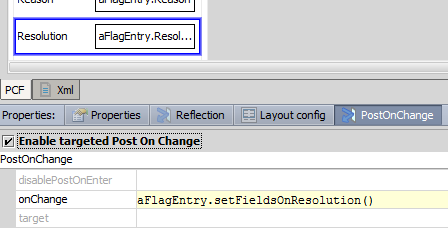 Reason aFlagEntry.Reason
Resolution aFlagEntry.Resol...
PCF Xml
Properties: Properties Reflection Layout config PostOnChange
Enable targeted Post On Change
PostOnChange
disablePostOnEnter
onChange aFlagEntry.setFieldsOnResolution()
target